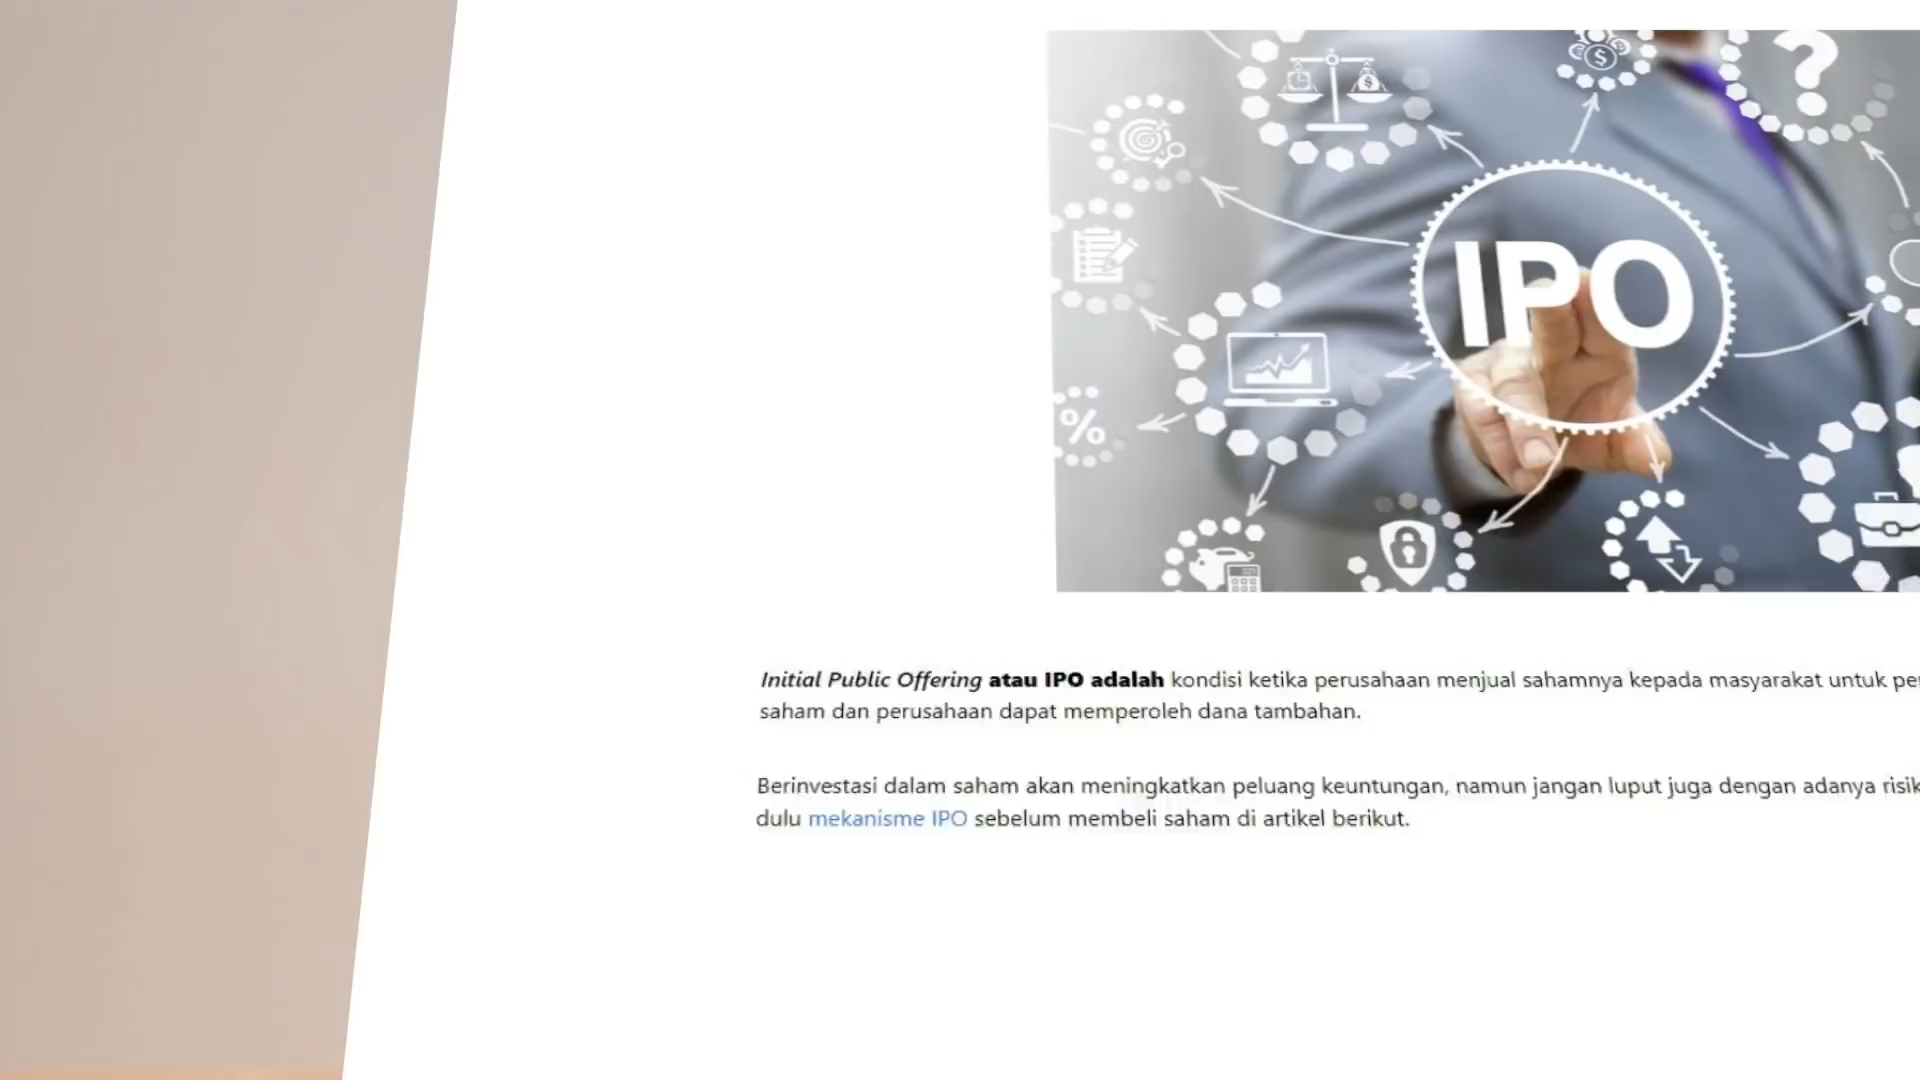 IPO
%
Initial Public Offering atau IPO adalah kondisi ketika perusahaan menjual sahamnya kepada masyarakat untuk
saham dan perusahaan dapat memperoleh dana tambahan.
Berinvestasi dalam saham akan meningkatkan peluang keuntungan, namun jangan luput juga dengan adanya
dulu mekanisme IPO sebelum membeli saham di artikel berikut.